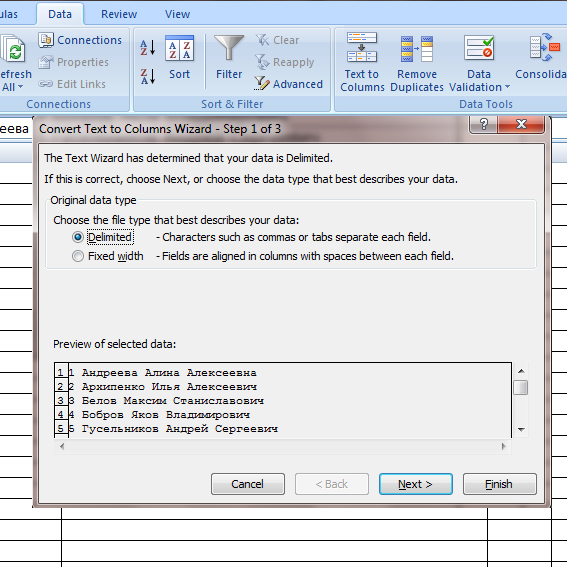 ulas Data Review View
Connections Clear
Properties Reapply
Edit Links Advanced
efresh All Sort Filter Text to Columns Remove Duplicates Data Validation Consolida
Connections Sort & Filter Data Tools
еева
Convert Text to Columns Wizard - Step 1 of 3
The Text Wizard has determined that your data is Delimited.
If this is correct, choose Next, or choose the data type that best describes your data.
Original data type
Choose the file type that best describes your data:
Delimited - Characters such as commas or tabs separate each field.
Fixed width - Fields are aligned in columns with spaces between each field.
Preview of selected data:
1 1 Андреева Алина Алексеевна
2 2 Архипенко Илья Алексеевич
3 3 Белов Максим Станиславович
4 4 Бобров Яков Владимирович
5 5 Гусельников Андрей Сергеевич
Cancel < Back Next > Finish